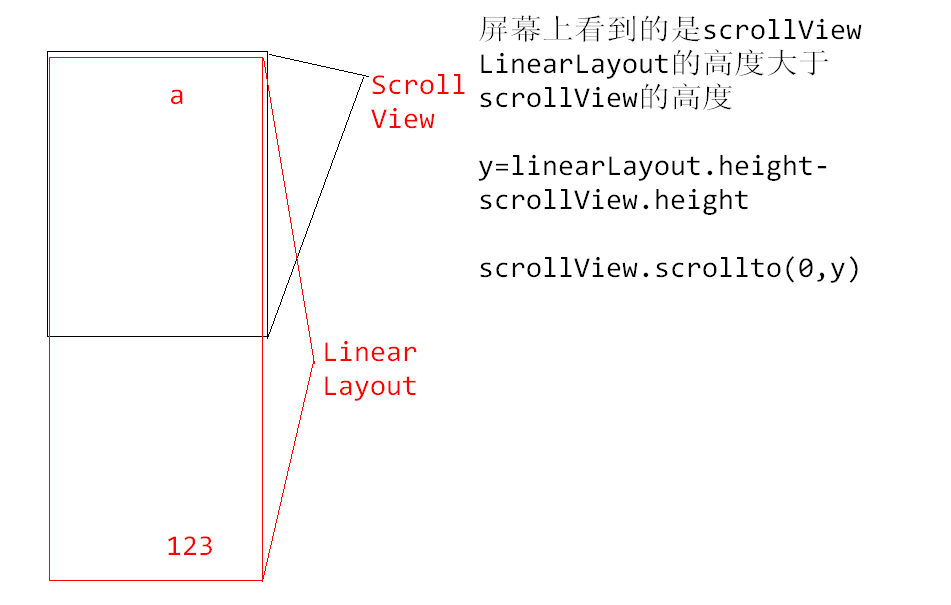 屏幕上看到的是scrollView
LinearLayout的高度大于
scrollView的高度
y=linearLayout.height-
scrollView.height
scrollView.scrollto(0,y)
a
Scroll
View
Linear
Layout
123